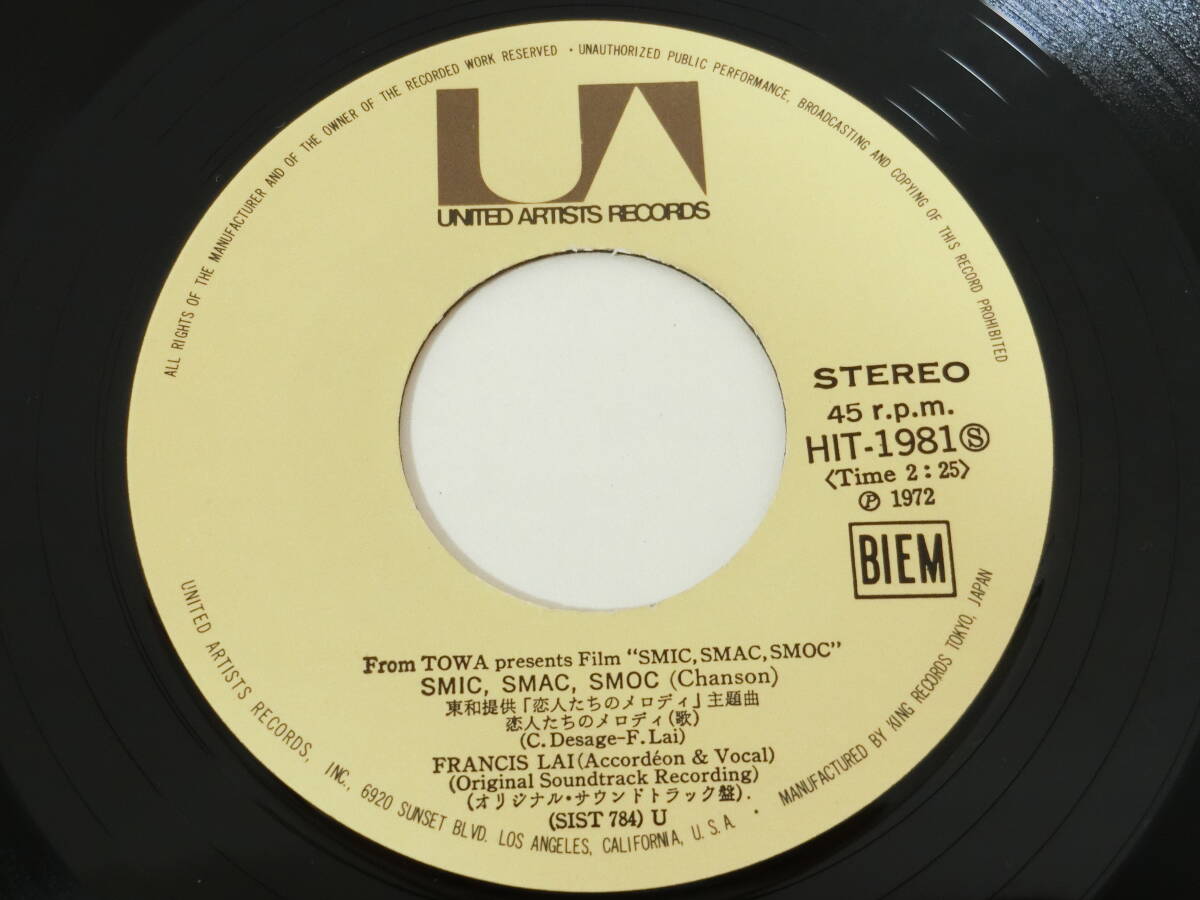 ALL RIGHTS OF THE MANUFACTURER AND OF THE OWNER OF THE RECORDED WORK RESERVED · UNAUTHORIZED PUBLIC PERFORMANCE, BROADCASTING AND COPYING OF THIS RECORD PROHIBITED
UA
UNITED ARTISTS RECORDS
STEREO
45 r.p.m.
HIT-1981Ⓢ
〈Time 2:25〉
Ⓟ 1972
BIEM
From TOWA presents Film “SMIC, SMAC, SMOC”
SMIC, SMAC, SMOC (Chanson)
東和提供「恋人たちのメロディ」主題曲
恋人たちのメロディ(歌)
(C. Desage-F. Lai)
FRANCIS LAI (Accordéon & Vocal)
(Original Soundtrack Recording)
(オリジナル・サウンドトラック盤).
(SIST 784) U
UNITED ARTISTS RECORDS, INC., 6920 SUNSET BLVD. LOS ANGELES, CALIFORNIA, U.S.A. · MANUFACTURED BY KING RECORDS TOKYO, JAPAN